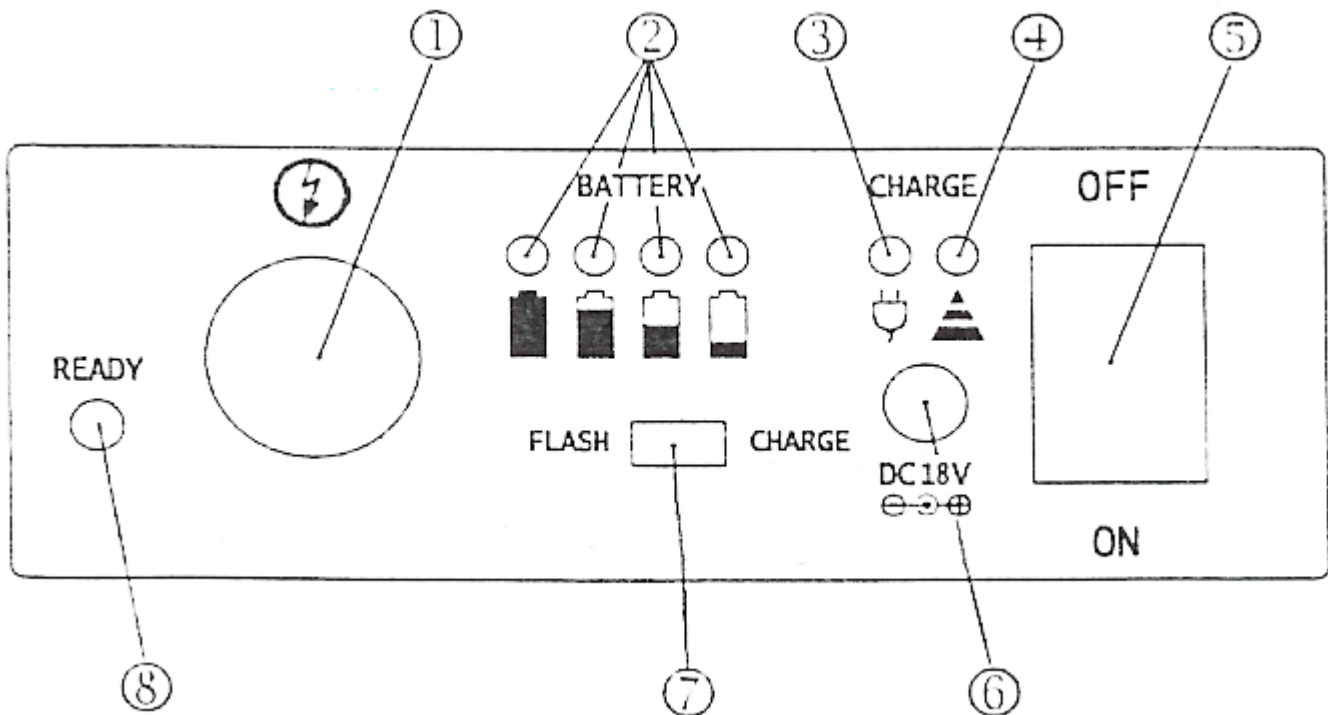 ① ② ③ ④ ⑤
BATTERY CHARGE OFF
READY
FLASH CHARGE
DC 18V
ON
⑧ ⑦ ⑥